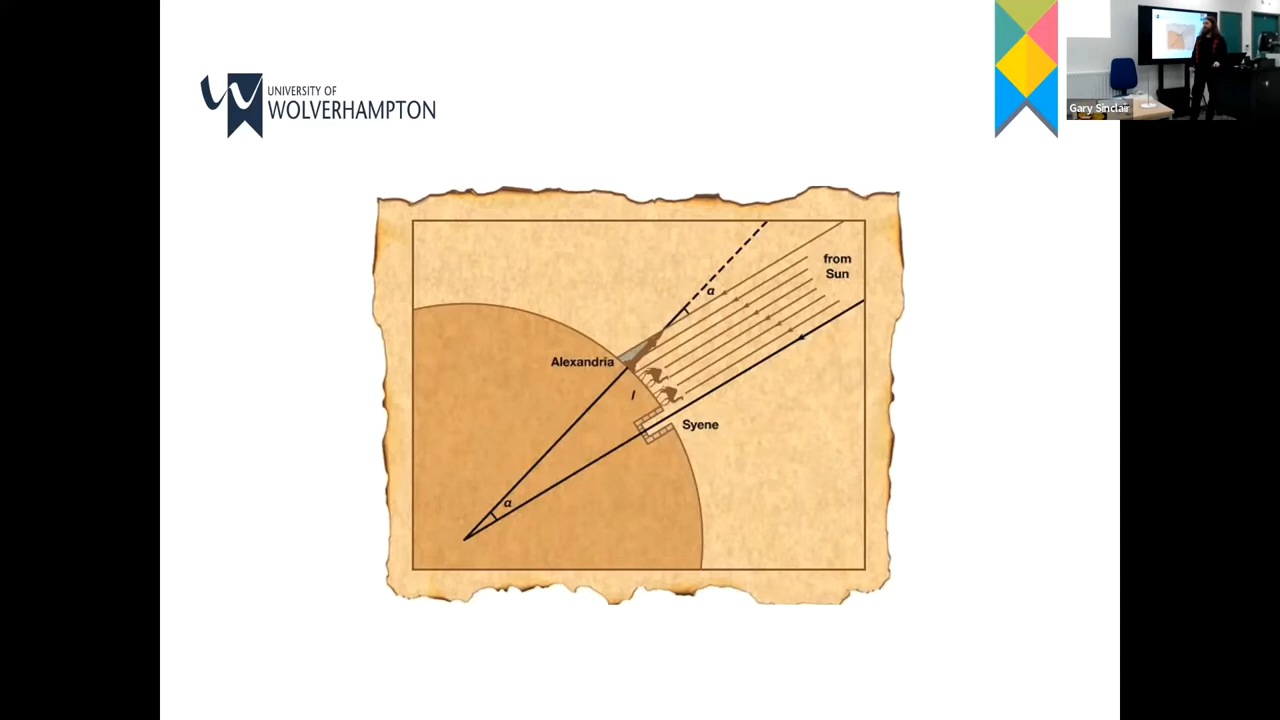 UNIVERSITY OF
WOLVERHAMPTON
Gary Sinclair
from
Sun
α
Alexandria
l
Syene
α